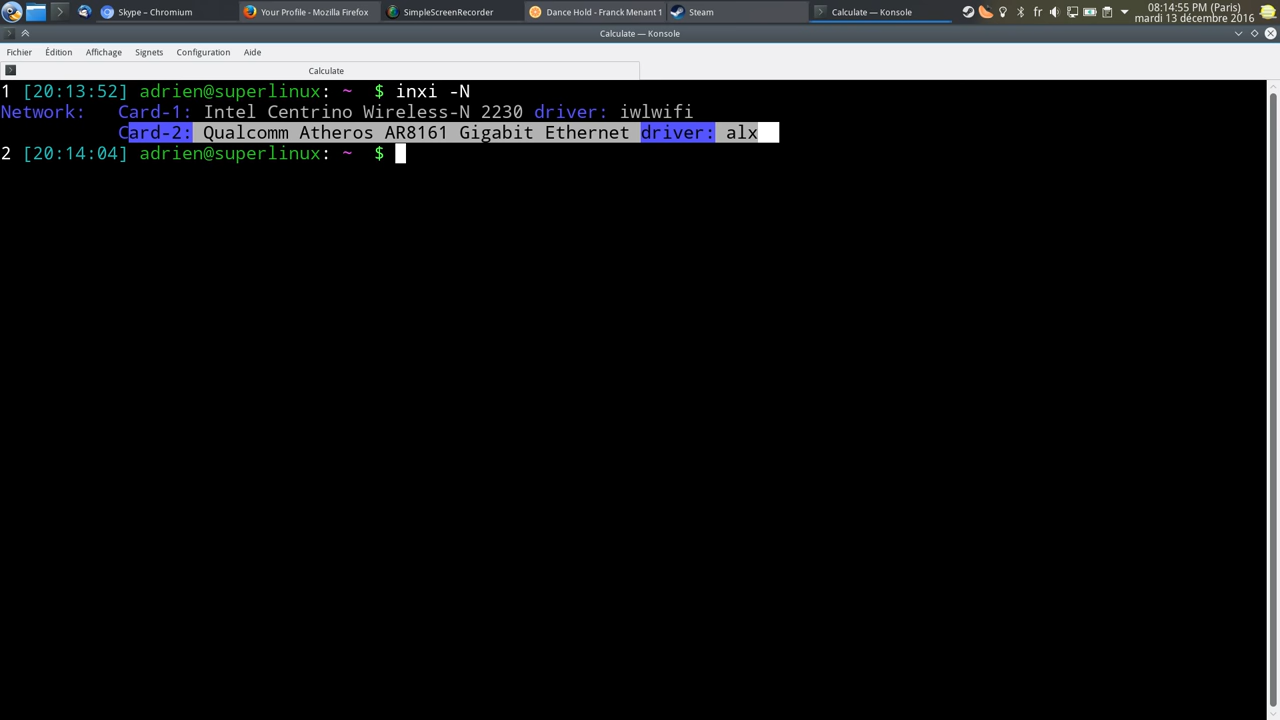 Skype – Chromium
Your Profile - Mozilla Firefox
SimpleScreenRecorder
Dance Hold - Franck Menant 1
Steam
Calculate — Konsole
fr
08:14:55 PM (Paris)
mardi 13 décembre 2016
Calculate — Konsole
Fichier Édition Affichage Signets Configuration Aide
Calculate
1 [20:13:52] adrien@superlinux: ~ $ inxi -N
Network: Card-1: Intel Centrino Wireless-N 2230 driver: iwlwifi
Card-2: Qualcomm Atheros AR8161 Gigabit Ethernet driver: alx
2 [20:14:04] adrien@superlinux: ~ $